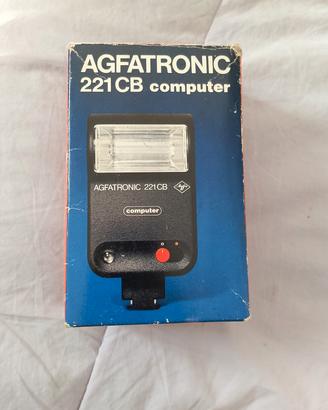 AGFATRONIC
221CB computer
AGFATRONIC 221CB
computer